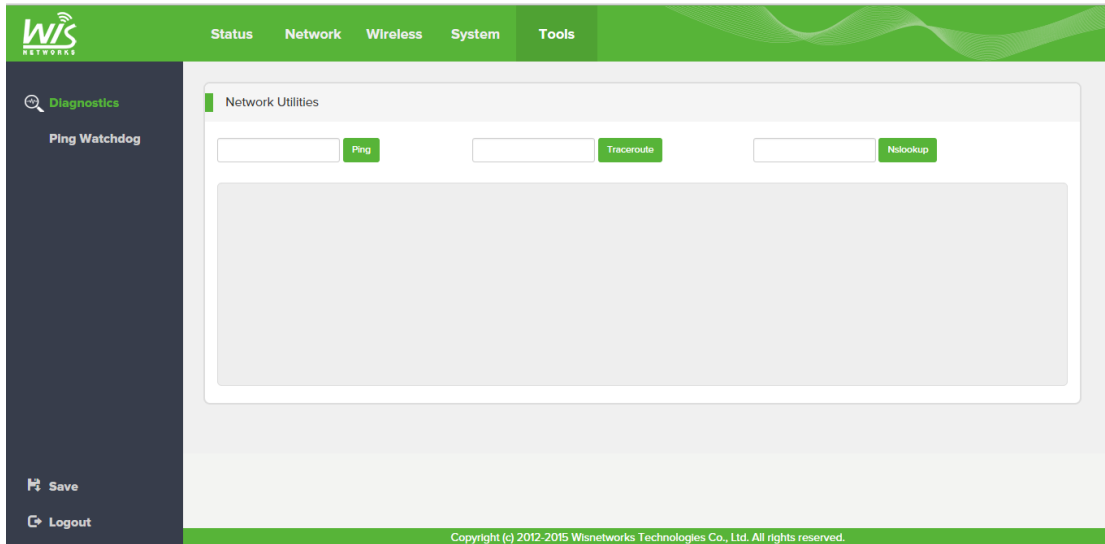 WiS
NETWORKS
Status Network Wireless System Tools
Diagnostics
Ping Watchdog
Network Utilities
Ping Traceroute Nslookup
Save
Logout
Copyright (c) 2012-2015 Wisnetworks Technologies Co., Ltd. All rights reserved.